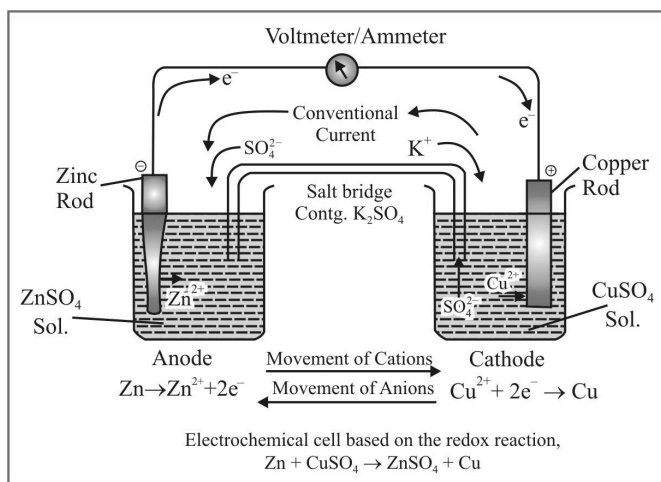 Voltmeter/Ammeter
e⁻
e⁻
Conventional
Current
SO₄²⁻
K⁺
⊖
⊕
Zinc
Rod
Copper
Rod
Salt bridge
Contg. K₂SO₄
Zn²⁺
Cu²⁺
SO₄²⁻
ZnSO₄
Sol.
CuSO₄
Sol.
Anode
Movement of Cations
Cathode
Zn→Zn²⁺+2e⁻
Movement of Anions
Cu²⁺+ 2e⁻ → Cu
Electrochemical cell based on the redox reaction,
Zn + CuSO₄ → ZnSO₄ + Cu